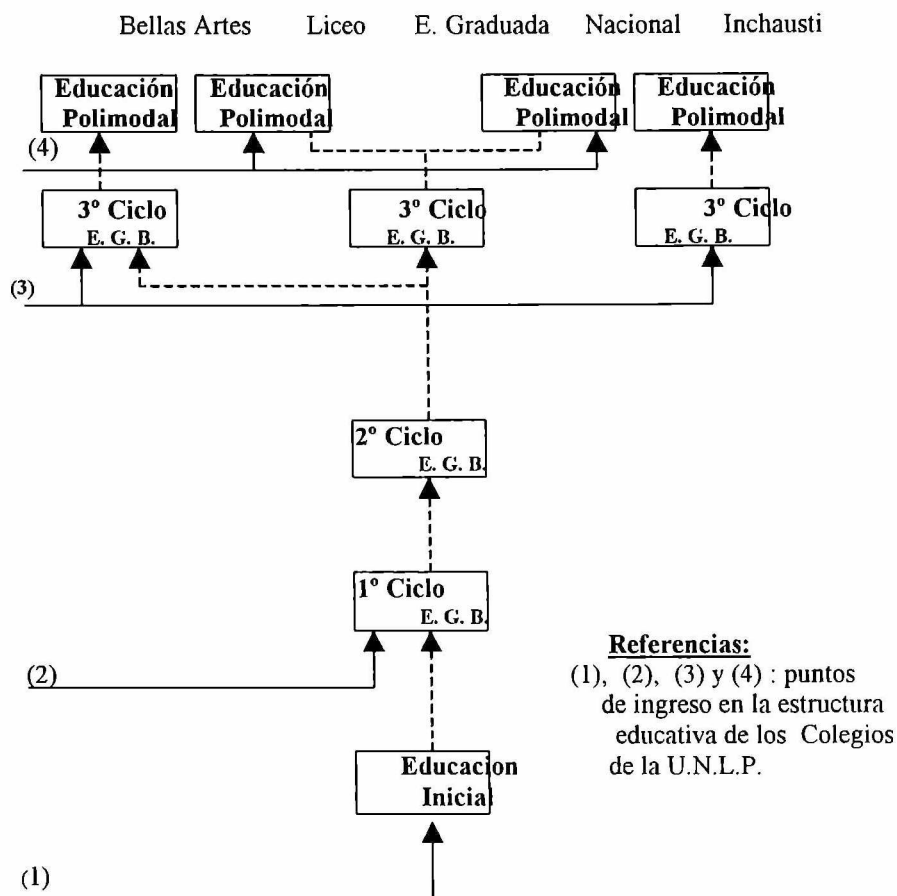 Bellas Artes Liceo E. Graduada Nacional Inchausti
Educación Polimodal
Educación Polimodal
Educación Polimodal
Educación Polimodal
(4)
3º Ciclo
E. G. B.
3º Ciclo
E. G. B.
3º Ciclo
E. G. B.
(3)
2º Ciclo
E. G. B.
1º Ciclo
E. G. B.
(2)
Referencias:
(1), (2), (3) y (4) : puntos
de ingreso en la estructura
educativa de los Colegios
de la U.N.L.P.
Educacion
Inicial
(1)